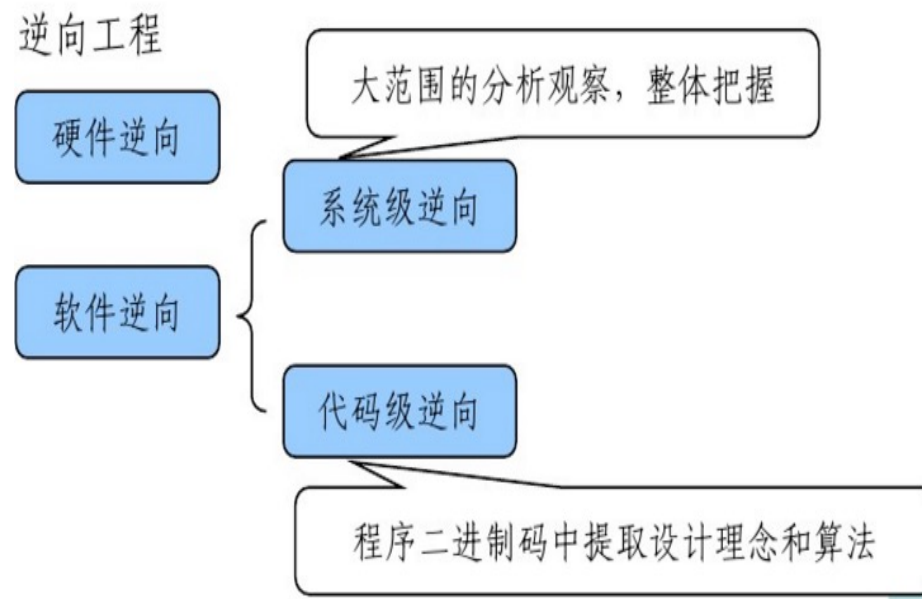 逆向工程
大范围的分析观察，整体把握
硬件逆向
系统级逆向
软件逆向
代码级逆向
程序二进制码中提取设计理念和算法